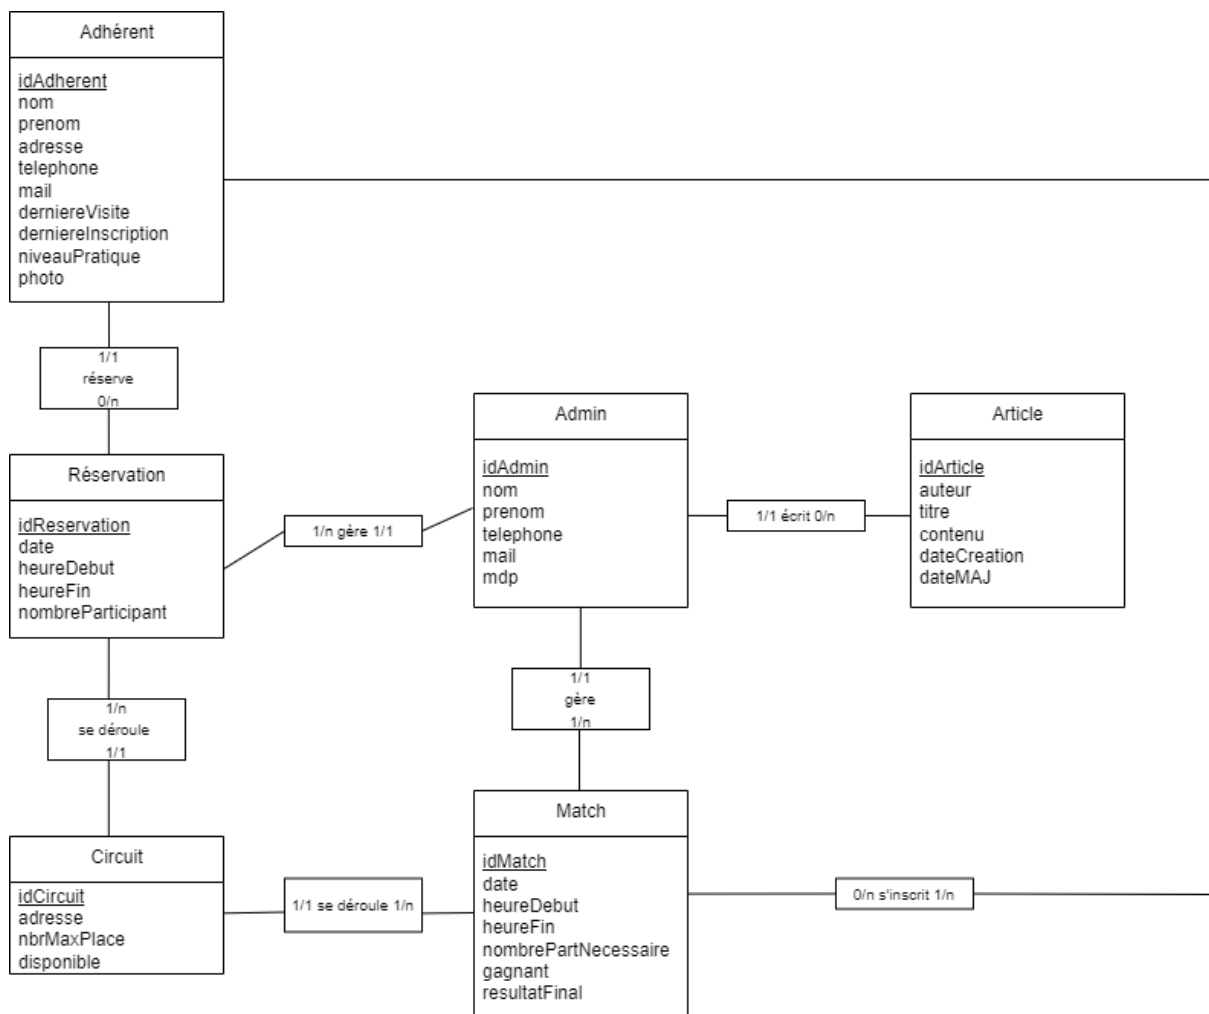 Adhérent
idAdherent
nom
prenom
adresse
telephone
mail
derniereVisite
derniereInscription
niveauPratique
photo
1/1
réserve
0/n
Réservation
idReservation
date
heureDebut
heureFin
nombreParticipant
1/n gère 1/1
Admin
idAdmin
nom
prenom
telephone
mail
mdp
1/1 écrit 0/n
Article
idArticle
auteur
titre
contenu
dateCreation
dateMAJ
1/n
se déroule
1/1
1/1
gère
1/n
Circuit
idCircuit
adresse
nbrMaxPlace
disponible
1/1 se déroule 1/n
Match
idMatch
date
heureDebut
heureFin
nombrePartNecessaire
gagnant
resultatFinal
0/n s'inscrit 1/n